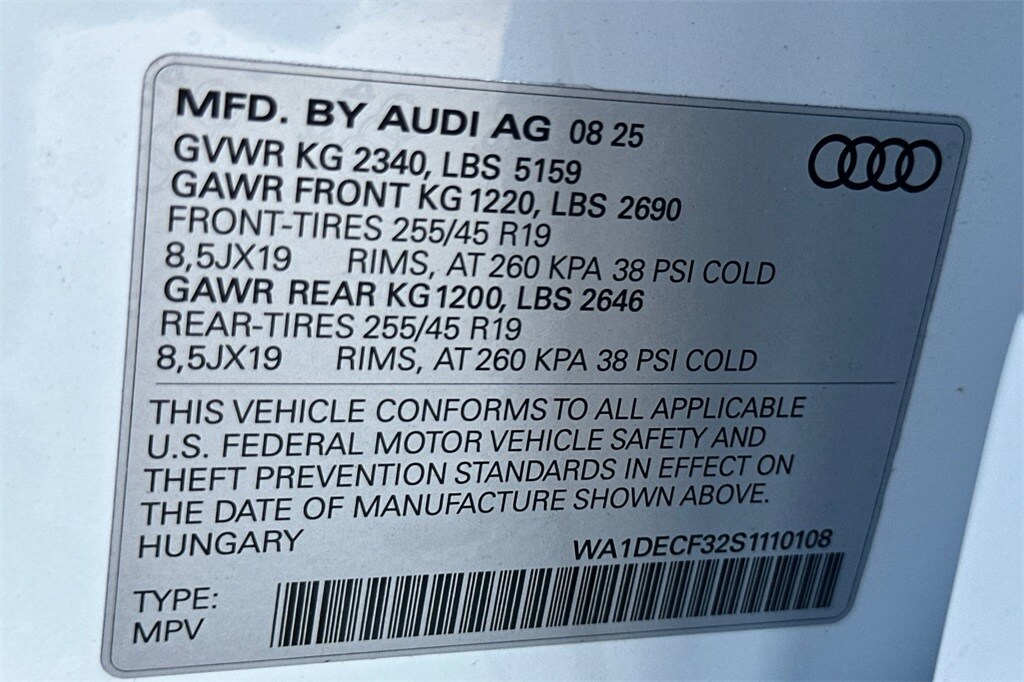 MFD. BY AUDI AG 08 25
GVWR KG 2340, LBS 5159
GAWR FRONT KG 1220, LBS 2690
FRONT-TIRES 255/45 R19
8,5JX19 RIMS, AT 260 KPA 38 PSI COLD
GAWR REAR KG 1200, LBS 2646
REAR-TIRES 255/45 R19
8,5JX19 RIMS, AT 260 KPA 38 PSI COLD
THIS VEHICLE CONFORMS TO ALL APPLICABLE
U.S. FEDERAL MOTOR VEHICLE SAFETY AND
THEFT PREVENTION STANDARDS IN EFFECT ON
THE DATE OF MANUFACTURE SHOWN ABOVE.
HUNGARY WA1DECF32S1110108
TYPE:
MPV